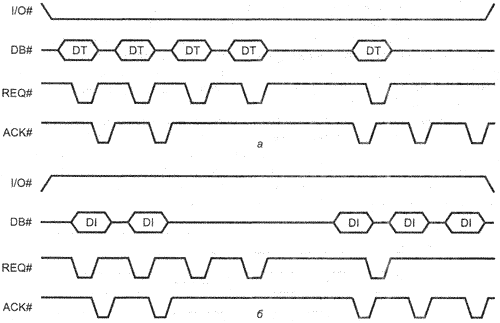 I/O#
DB# DT DT DT DT DT
REQ#
ACK#
а
I/O#
DB# DI DI DI DI DI
REQ#
ACK#
б